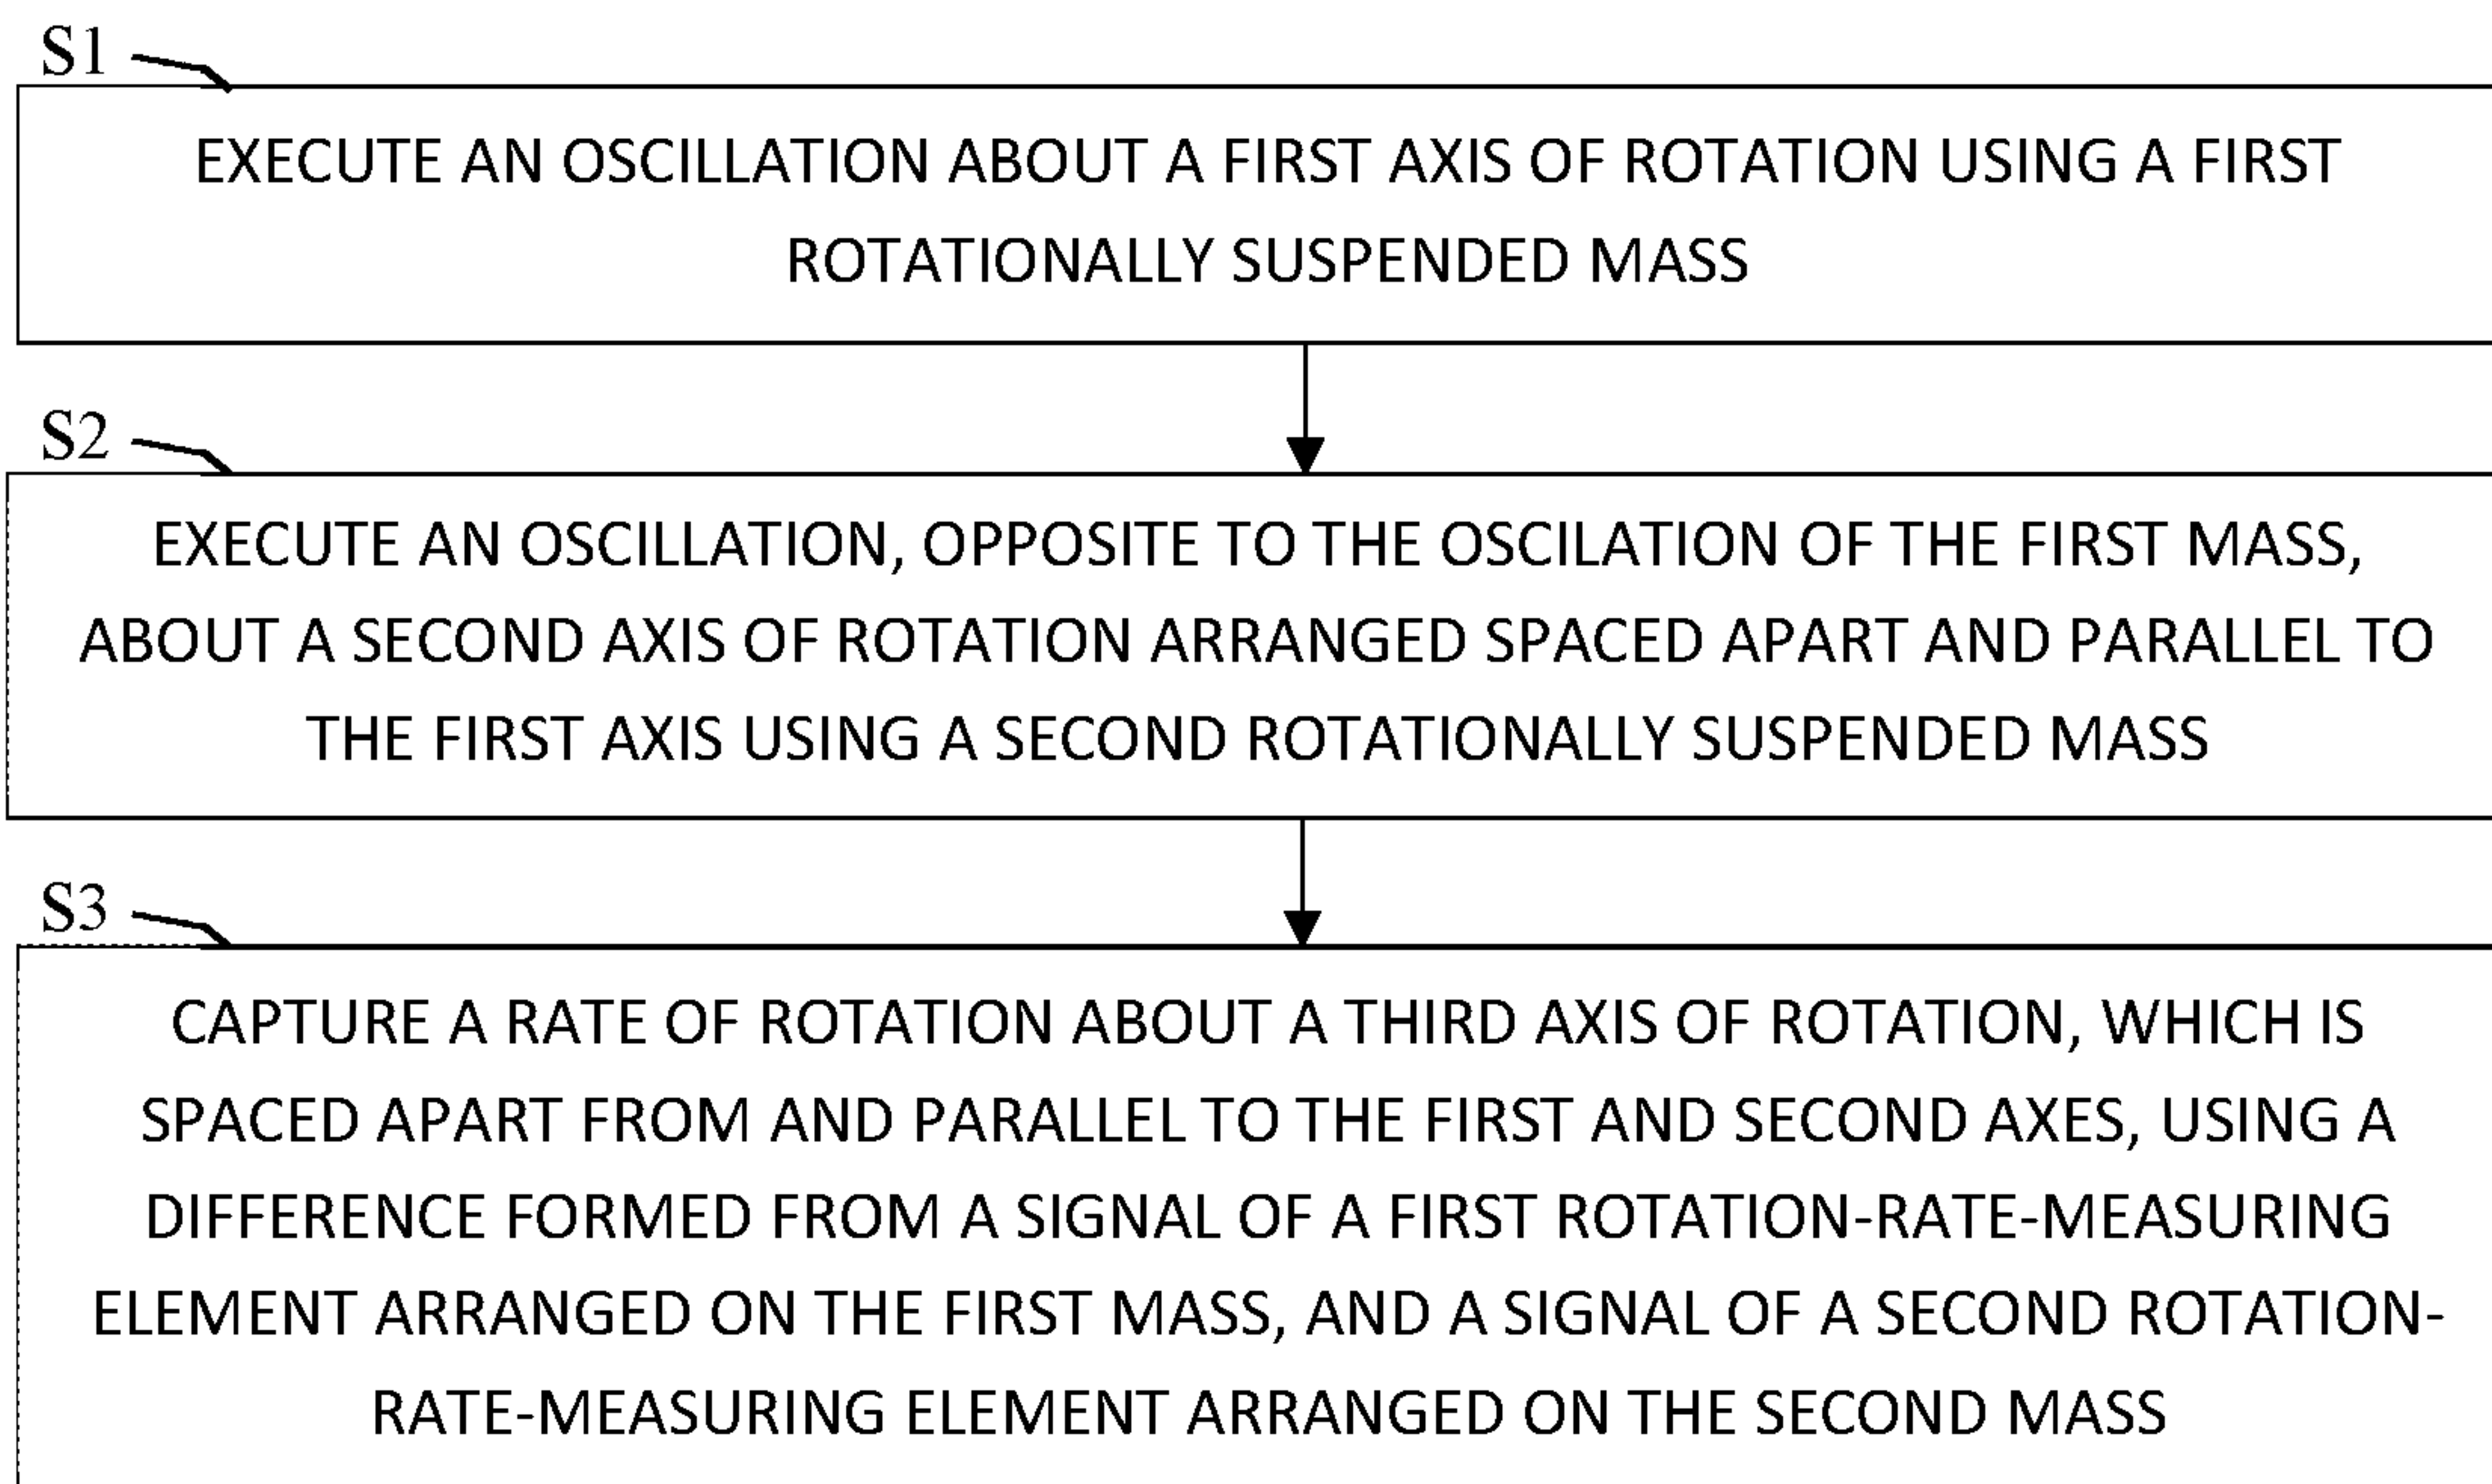 S1
EXECUTE AN OSCILLATION ABOUT A FIRST AXIS OF ROTATION USING A FIRST
ROTATIONALLY SUSPENDED MASS
S2
EXECUTE AN OSCILLATION, OPPOSITE TO THE OSCILATION OF THE FIRST MASS,
ABOUT A SECOND AXIS OF ROTATION ARRANGED SPACED APART AND PARALLEL TO
THE FIRST AXIS USING A SECOND ROTATIONALLY SUSPENDED MASS
S3
CAPTURE A RATE OF ROTATION ABOUT A THIRD AXIS OF ROTATION, WHICH IS
SPACED APART FROM AND PARALLEL TO THE FIRST AND SECOND AXES, USING A
DIFFERENCE FORMED FROM A SIGNAL OF A FIRST ROTATION-RATE-MEASURING
ELEMENT ARRANGED ON THE FIRST MASS, AND A SIGNAL OF A SECOND ROTATION-
RATE-MEASURING ELEMENT ARRANGED ON THE SECOND MASS